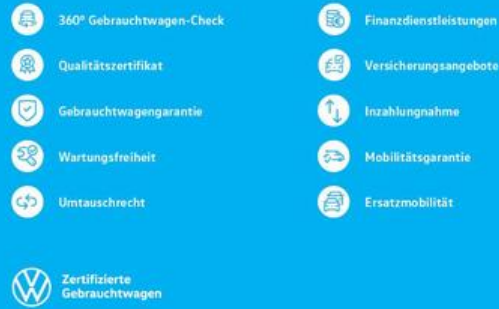 360° Gebrauchtwagen-Check
Qualitätszertifikat
Gebrauchtwagengarantie
Wartungsfreiheit
Umtauschrecht
Finanzdienstleistungen
Versicherungsangebote
Inzahlungnahme
Mobilitätsgarantie
Ersatzmobilität
Zertifizierte
Gebrauchtwagen